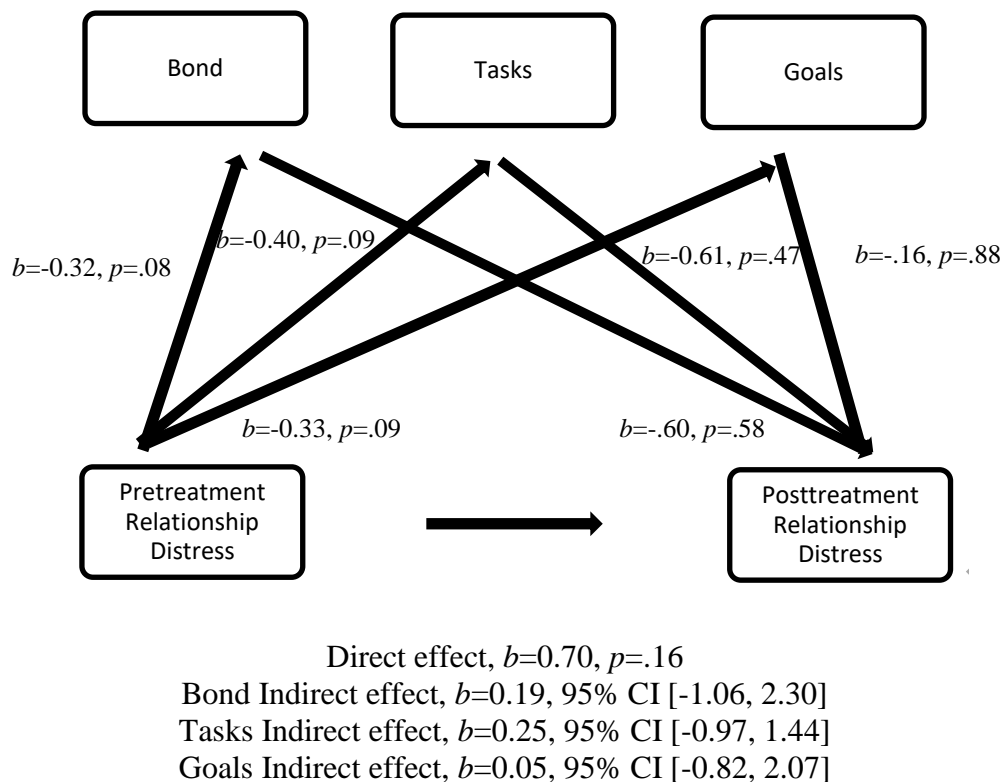 Bond
Tasks
Goals
b=-0.32, p=.08
b=-0.40, p=.09
b=-0.61, p=.47
b=-.16, p=.88
b=-0.33, p=.09
b=-.60, p=.58
Pretreatment
Relationship
Distress
Posttreatment
Relationship
Distress
Direct effect, b=0.70, p=.16
Bond Indirect effect, b=0.19, 95% CI [-1.06, 2.30]
Tasks Indirect effect, b=0.25, 95% CI [-0.97, 1.44]
Goals Indirect effect, b=0.05, 95% CI [-0.82, 2.07]